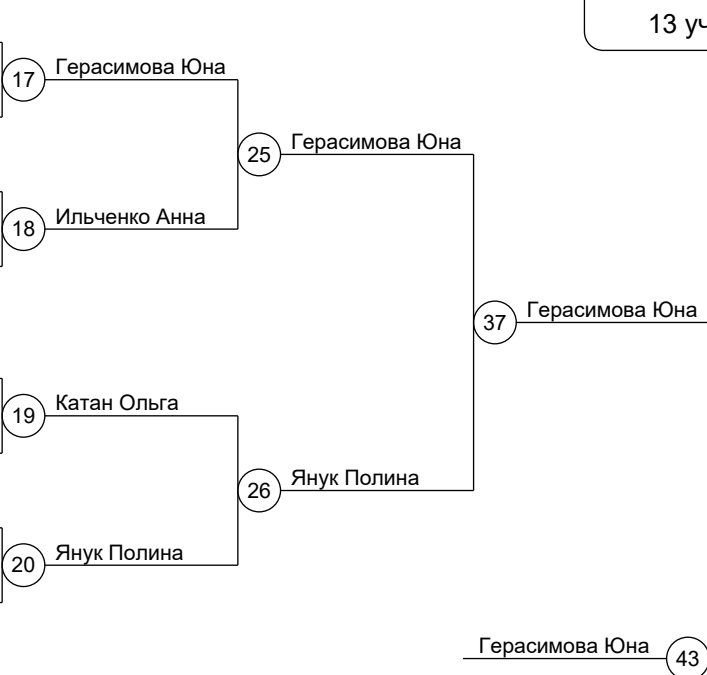 13 уч
Герасимова Юна
17
Герасимова Юна
25
Ильченко Анна
18
Герасимова Юна
37
Катан Ольга
19
Янук Полина
26
Янук Полина
20
Герасимова Юна
43